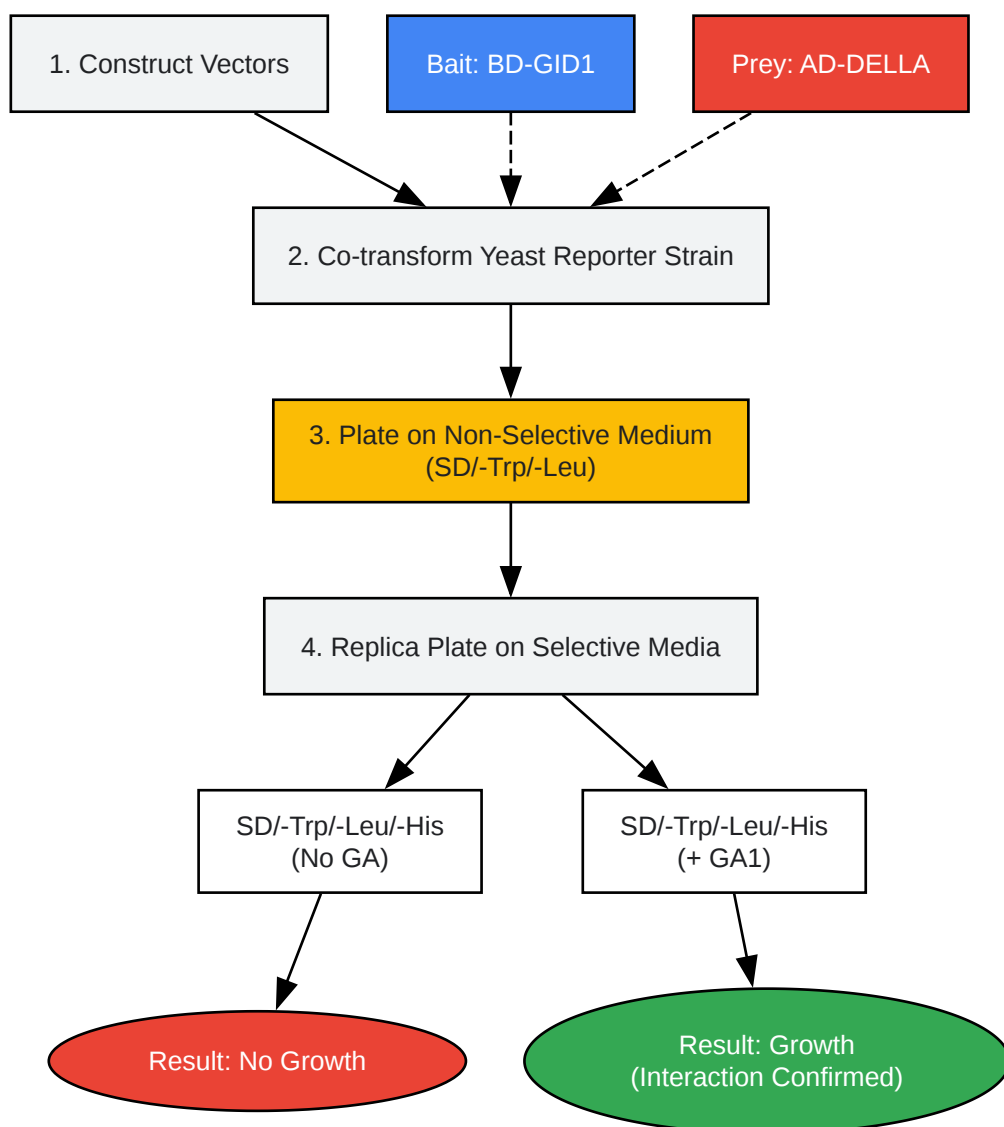 1. Construct Vectors
Bait: BD-GID1
Prey: AD-DELLA
2. Co-transform Yeast Reporter Strain
3. Plate on Non-Selective Medium
(SD/-Trp/-Leu)
4. Replica Plate on Selective Media
SD/-Trp/-Leu/-His
(No GA)
SD/-Trp/-Leu/-His
(+ GA1)
Result: No Growth
Result: Growth
(Interaction Confirmed)